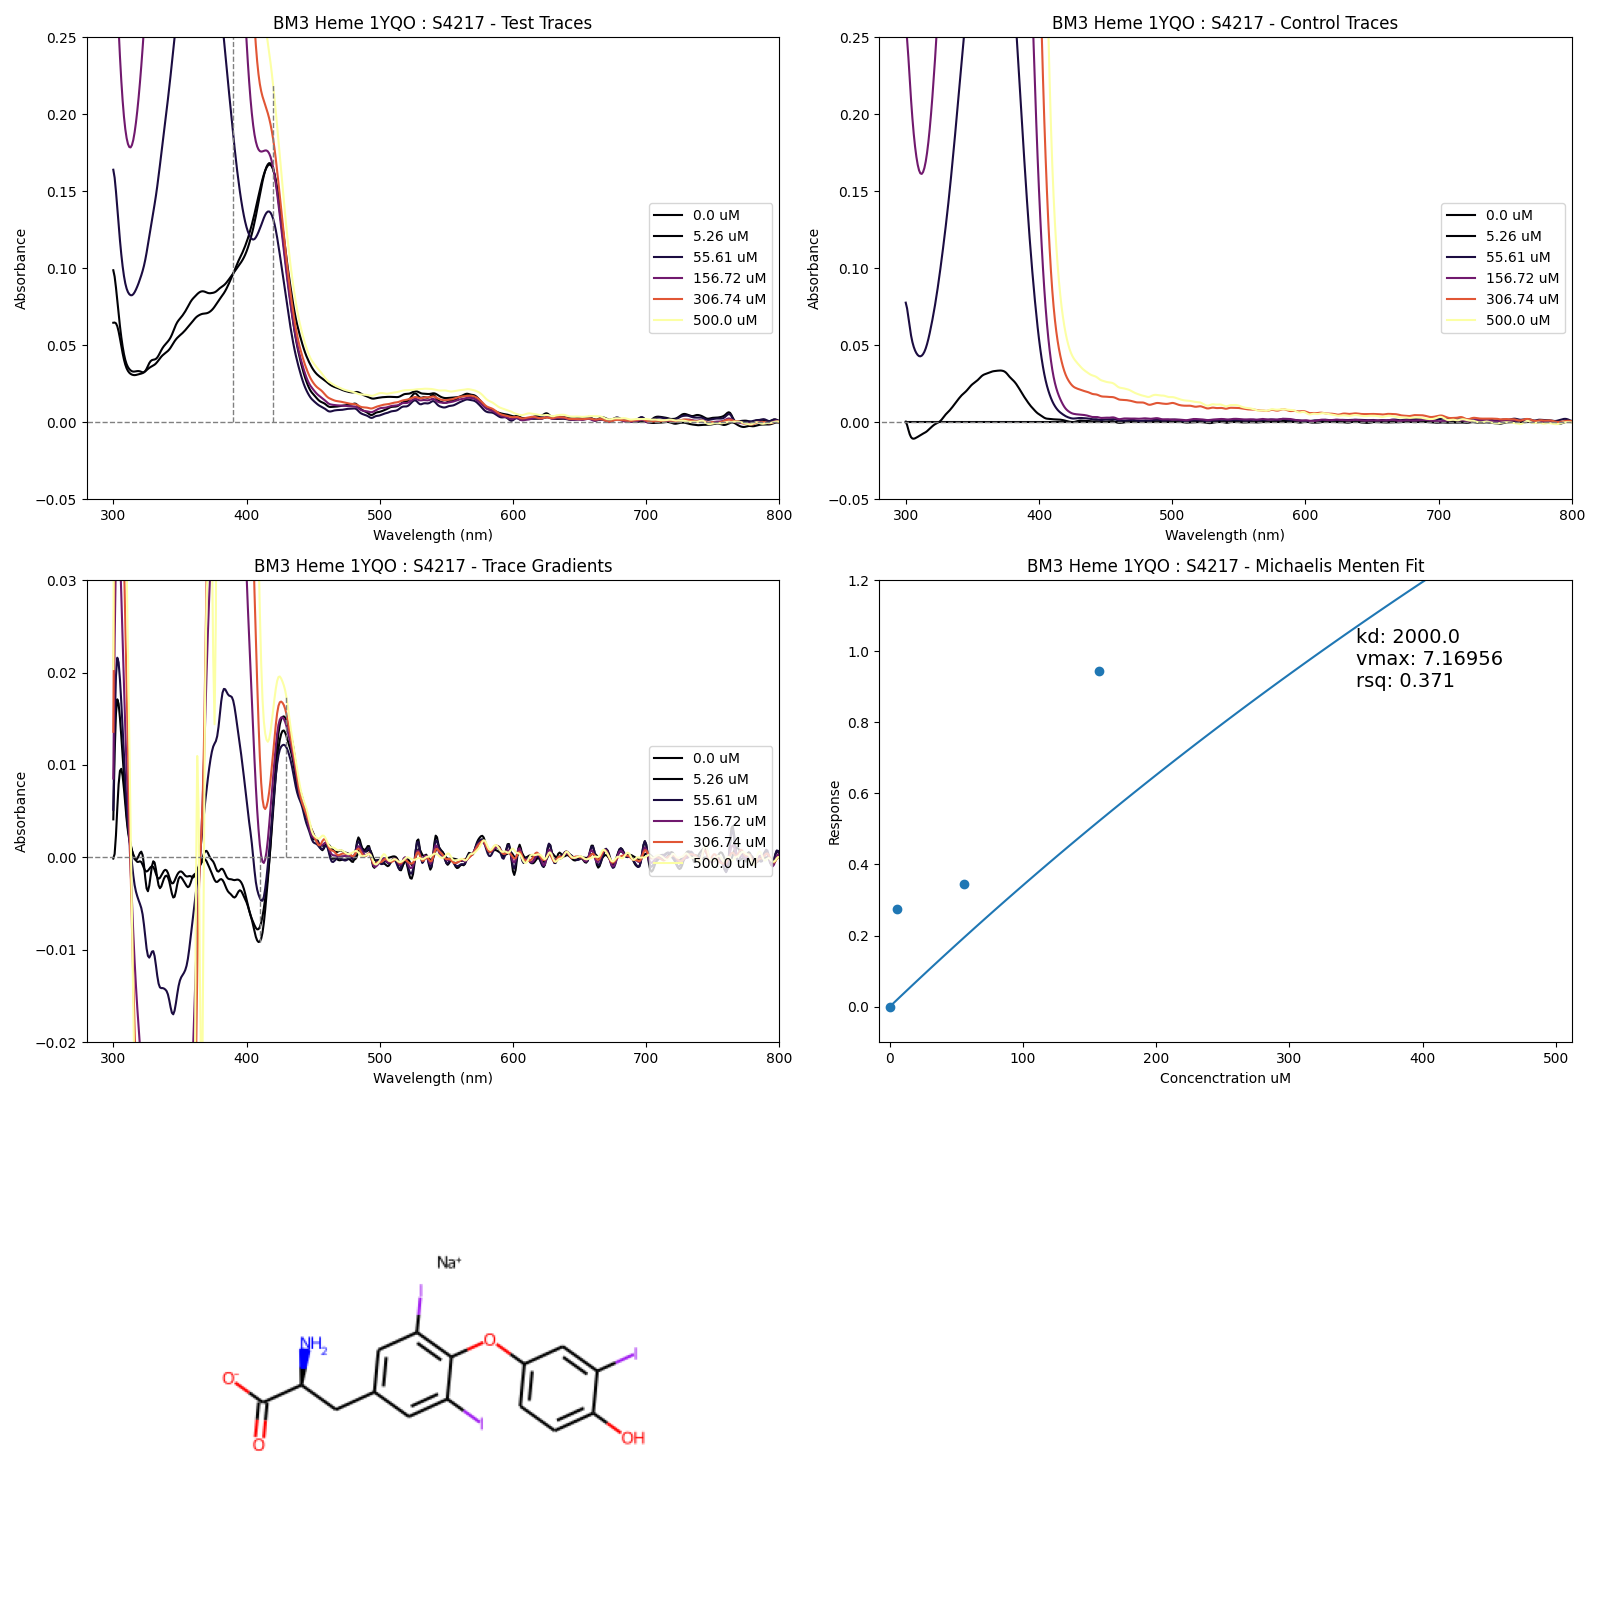 BM3 Heme 1YQO : S4217 - Test Traces
0.25
0.20
0.15
0.10
0.05
0.00
−0.05
Absorbance
300 400 500 600 700 800
Wavelength (nm)
0.0 uM
5.26 uM
55.61 uM
156.72 uM
306.74 uM
500.0 uM
BM3 Heme 1YQO : S4217 - Control Traces
0.25
0.20
0.15
0.10
0.05
0.00
−0.05
Absorbance
300 400 500 600 700 800
Wavelength (nm)
0.0 uM
5.26 uM
55.61 uM
156.72 uM
306.74 uM
500.0 uM
BM3 Heme 1YQO : S4217 - Trace Gradients
0.03
0.02
0.01
0.00
−0.01
−0.02
Absorbance
300 400 500 600 700 800
Wavelength (nm)
0.0 uM
5.26 uM
55.61 uM
156.72 uM
306.74 uM
500.0 uM
BM3 Heme 1YQO : S4217 - Michaelis Menten Fit
1.2
1.0
0.8
0.6
0.4
0.2
0.0
Response
kd: 2000.0
vmax: 7.16956
rsq: 0.371
0 100 200 300 400 500
Concenctration uM
Na⁺
I
NH₂
O
I
O⁻
I
O
OH